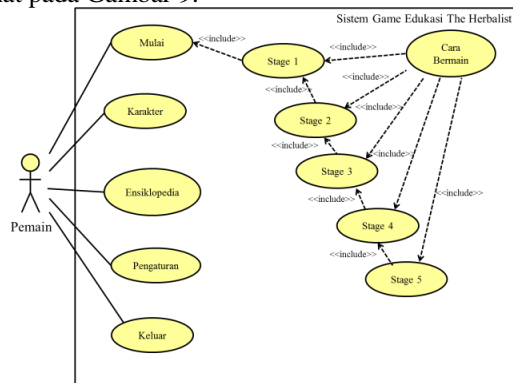 at pada Gambar 9.
Sistem Game Edukasi The Herbalist
Mulai
<<include>>
Stage 1
<<include>>
Cara
Bermain
<<include>>
<<include>>
Karakter
Stage 2
<<include>>
Stage 3
<<include>>
Ensiklopedia
<<include>>
<<include>>
<<include>>
Pemain
Stage 4
<<include>>
Pengaturan
Stage 5
Keluar